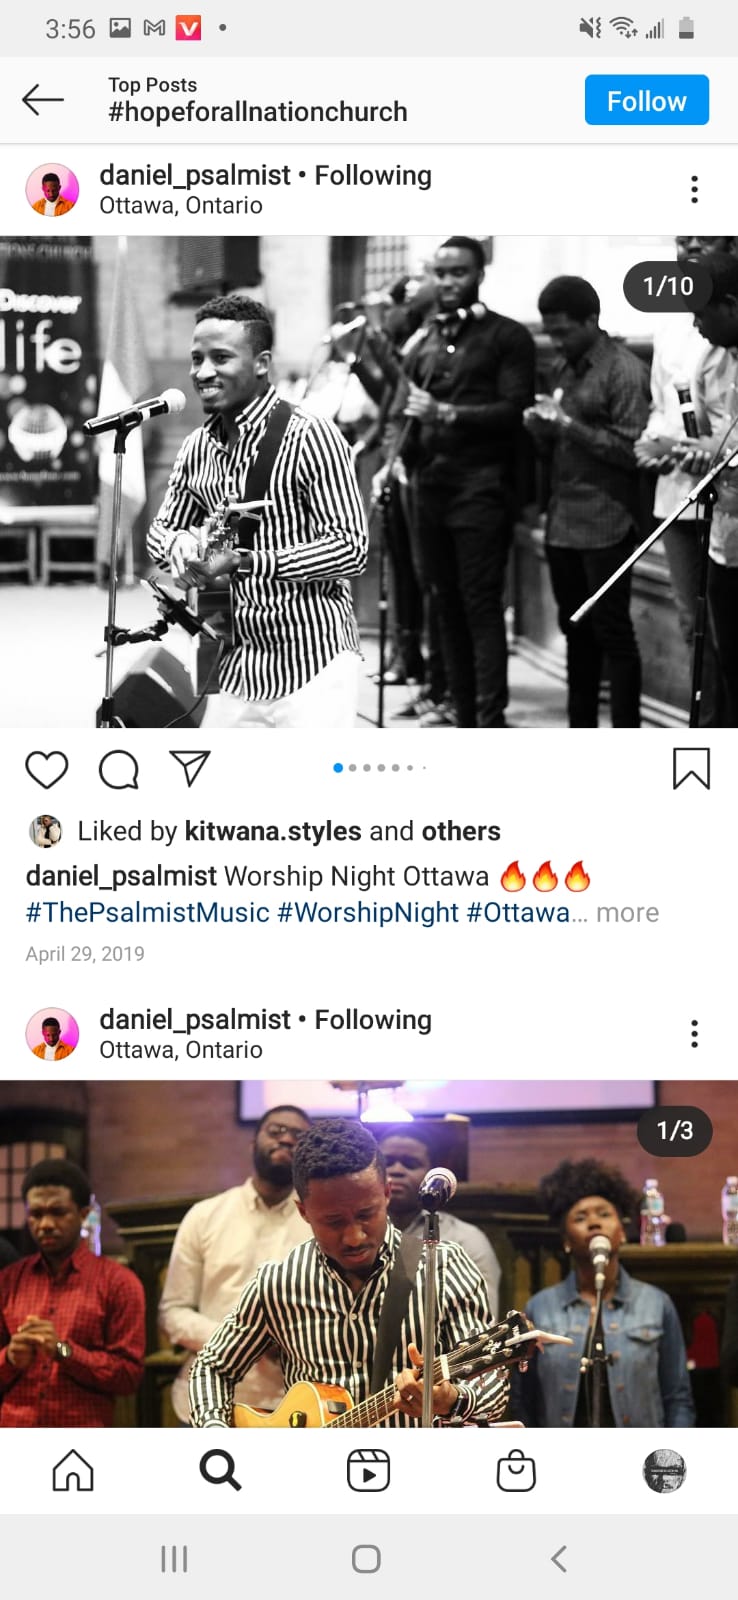 3:56
Top Posts
#hopeforallnationchurch
Follow
daniel_psalmist • Following
Ottawa, Ontario
1/10
Discover
life
Liked by kitwana.styles and others
daniel_psalmist Worship Night Ottawa 🔥🔥🔥
#ThePsalmistMusic #WorshipNight #Ottawa... more
April 29, 2019
daniel_psalmist • Following
Ottawa, Ontario
1/3